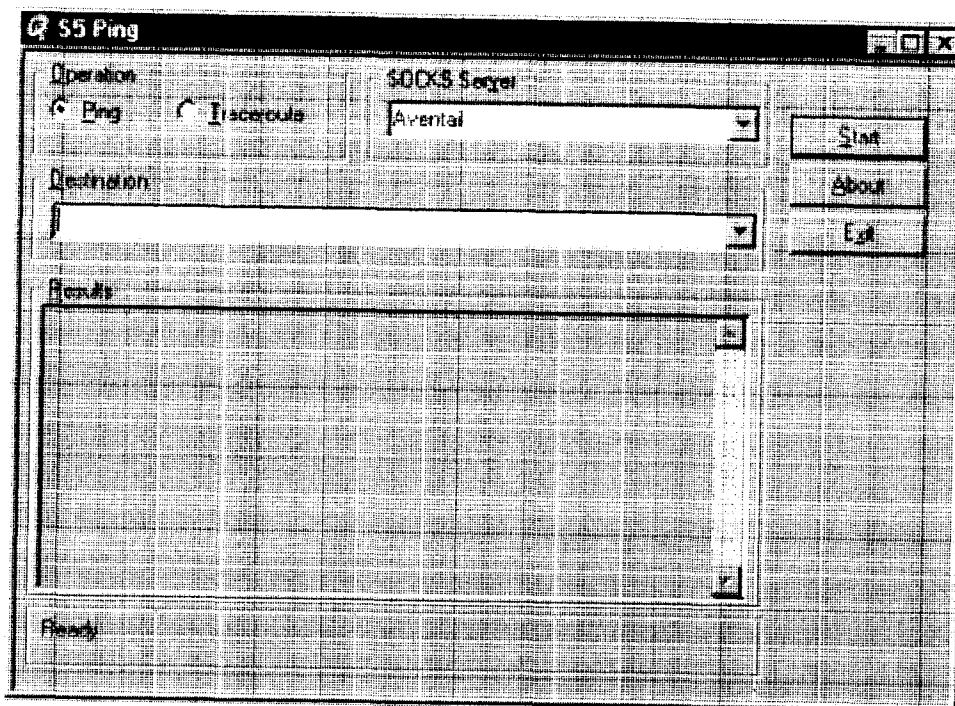 S5 Ping
Operation
Ping
Traceroute
SOCKS Server
Aventail
Start
About
Exit
Destination
Results
Ready